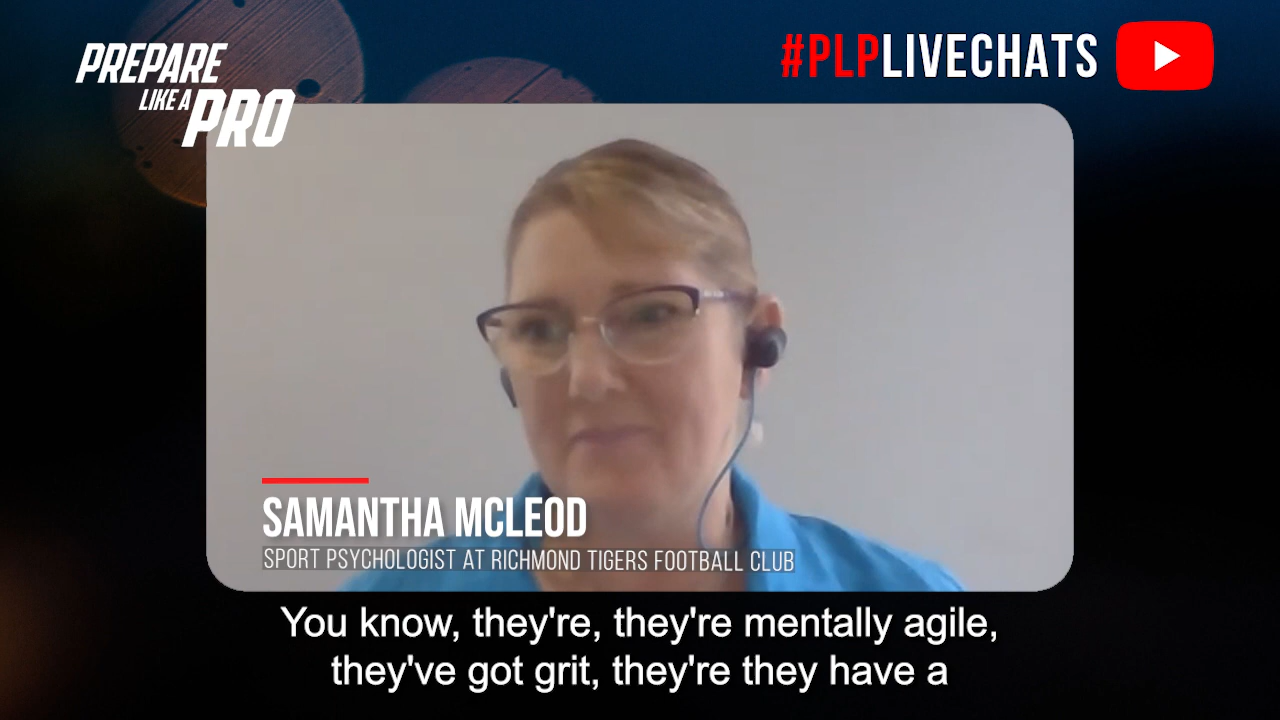 PREPARE
LIKE A
PRO
#PLPLIVECHATS
SAMANTHA MCLEOD
SPORT PSYCHOLOGIST AT RICHMOND TIGERS FOOTBALL CLUB
You know, they're, they're mentally agile,
they've got grit, they're they have a